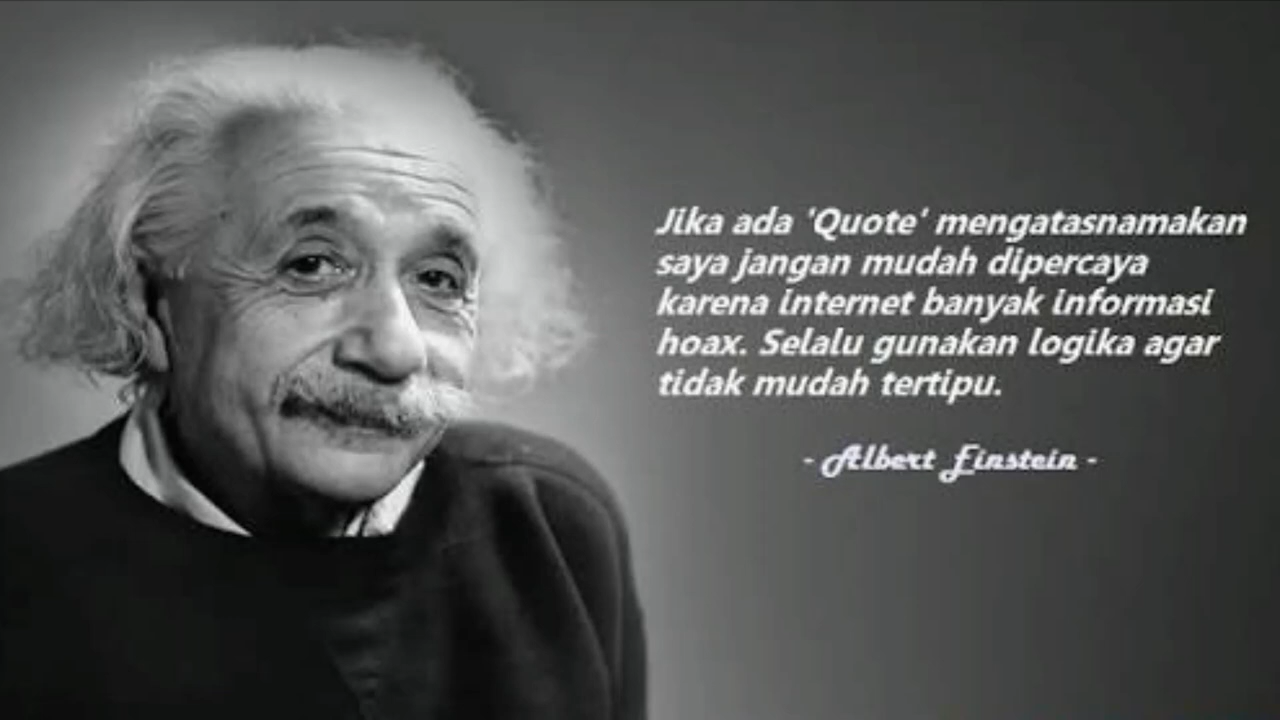 Jika ada 'Quote' mengatasnamakan
saya jangan mudah dipercaya
karena internet banyak informasi
hoax. Selalu gunakan logika agar
tidak mudah tertipu.
- Albert Einstein -